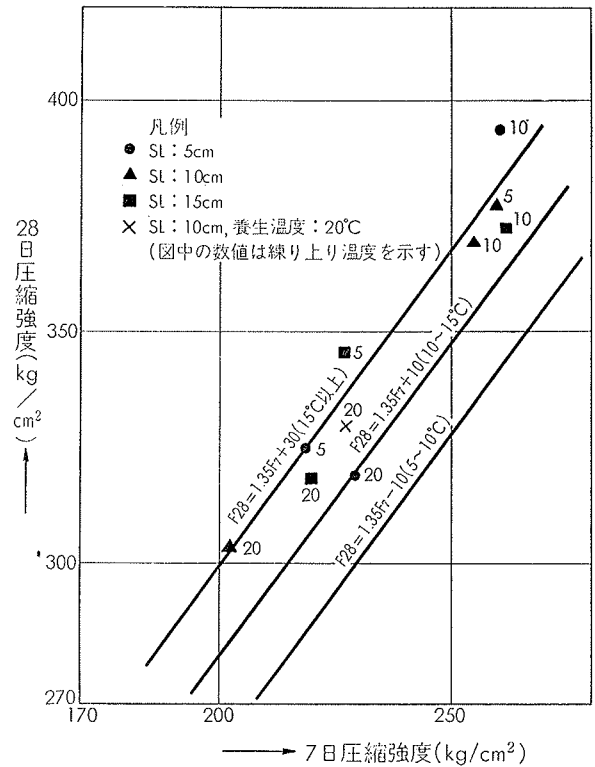 400
凡例
● SL：5cm
▲ SL：10cm
■ SL：15cm
× SL：10cm, 養生温度：20℃
(図中の数値は練り上り温度を示す)
10
5
10
10
28日圧縮強度(kg/cm²)
350
5
20
5
20
20
20
F28＝1.35F7＋30(15℃以上)
F28＝1.35F7＋10(10～15℃)
F28＝1.35F7－10(5～10℃)
300
270
170
200
250
7日圧縮強度(kg/cm²)